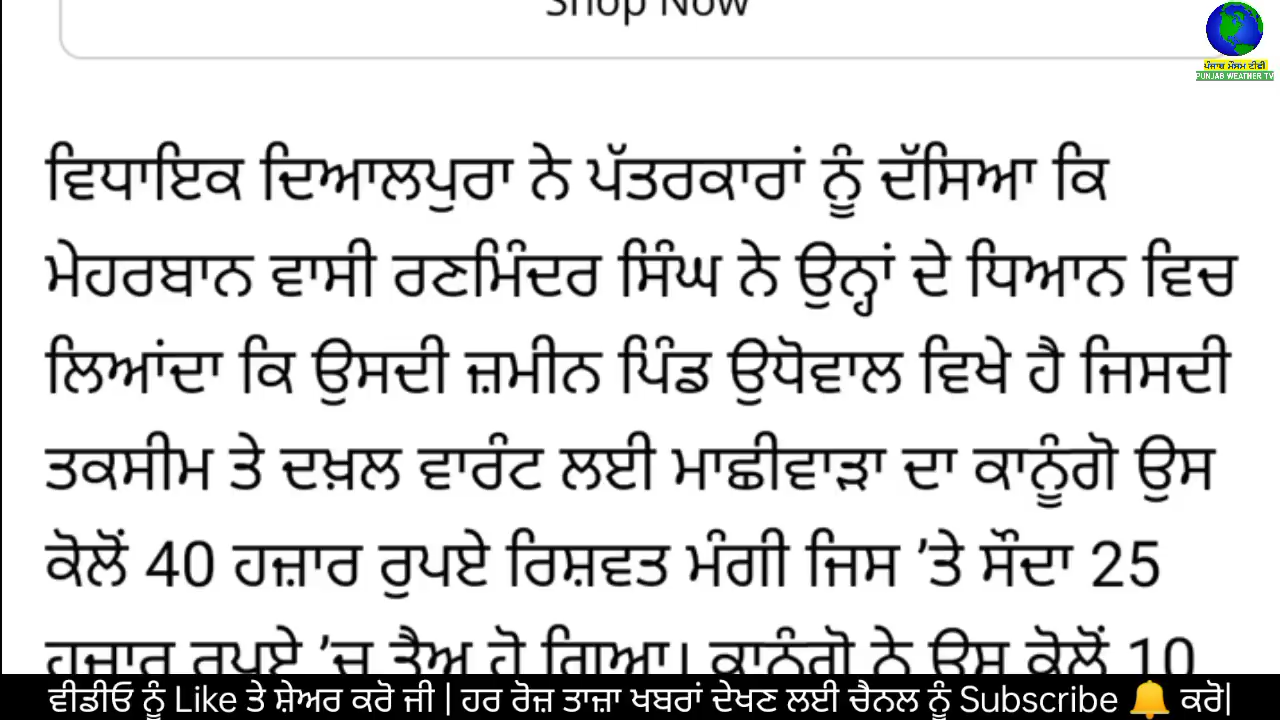 Shop Now
ਪੰਜਾਬ ਮੌਸਮ ਟੀਵੀ
PUNJAB WEATHER TV
ਵਿਧਾਇਕ ਦਿਆਲਪੁਰਾ ਨੇ ਪੱਤਰਕਾਰਾਂ ਨੂੰ ਦੱਸਿਆ ਕਿ
ਮੇਹਰਬਾਨ ਵਾਸੀ ਰਣਮਿੰਦਰ ਸਿੰਘ ਨੇ ਉਨ੍ਹਾਂ ਦੇ ਧਿਆਨ ਵਿਚ
ਲਿਆਂਦਾ ਕਿ ਉਸਦੀ ਜ਼ਮੀਨ ਪਿੰਡ ਉਧੋਵਾਲ ਵਿਖੇ ਹੈ ਜਿਸਦੀ
ਤਕਸੀਮ ਤੇ ਦਖ਼ਲ ਵਾਰੰਟ ਲਈ ਮਾਛੀਵਾੜਾ ਦਾ ਕਾਨੂੰਗੋ ਉਸ
ਕੋਲੋਂ 40 ਹਜ਼ਾਰ ਰੁਪਏ ਰਿਸ਼ਵਤ ਮੰਗੀ ਜਿਸ ’ਤੇ ਸੌਦਾ 25
ਹਜ਼ਾਰ ਰੁਪਏ ’ਚ ਤੈਅ ਹੋ ਗਿਆ। ਕਾਨੂੰਗੋ ਨੇ ਉਸ ਕੋਲੋਂ 10
ਵੀਡੀਓ ਨੂੰ Like ਤੇ ਸ਼ੇਅਰ ਕਰੋ ਜੀ | ਹਰ ਰੋਜ਼ ਤਾਜ਼ਾ ਖਬਰਾਂ ਦੇਖਣ ਲਈ ਚੈਨਲ ਨੂੰ Subscribe 🔔 ਕਰੋ|